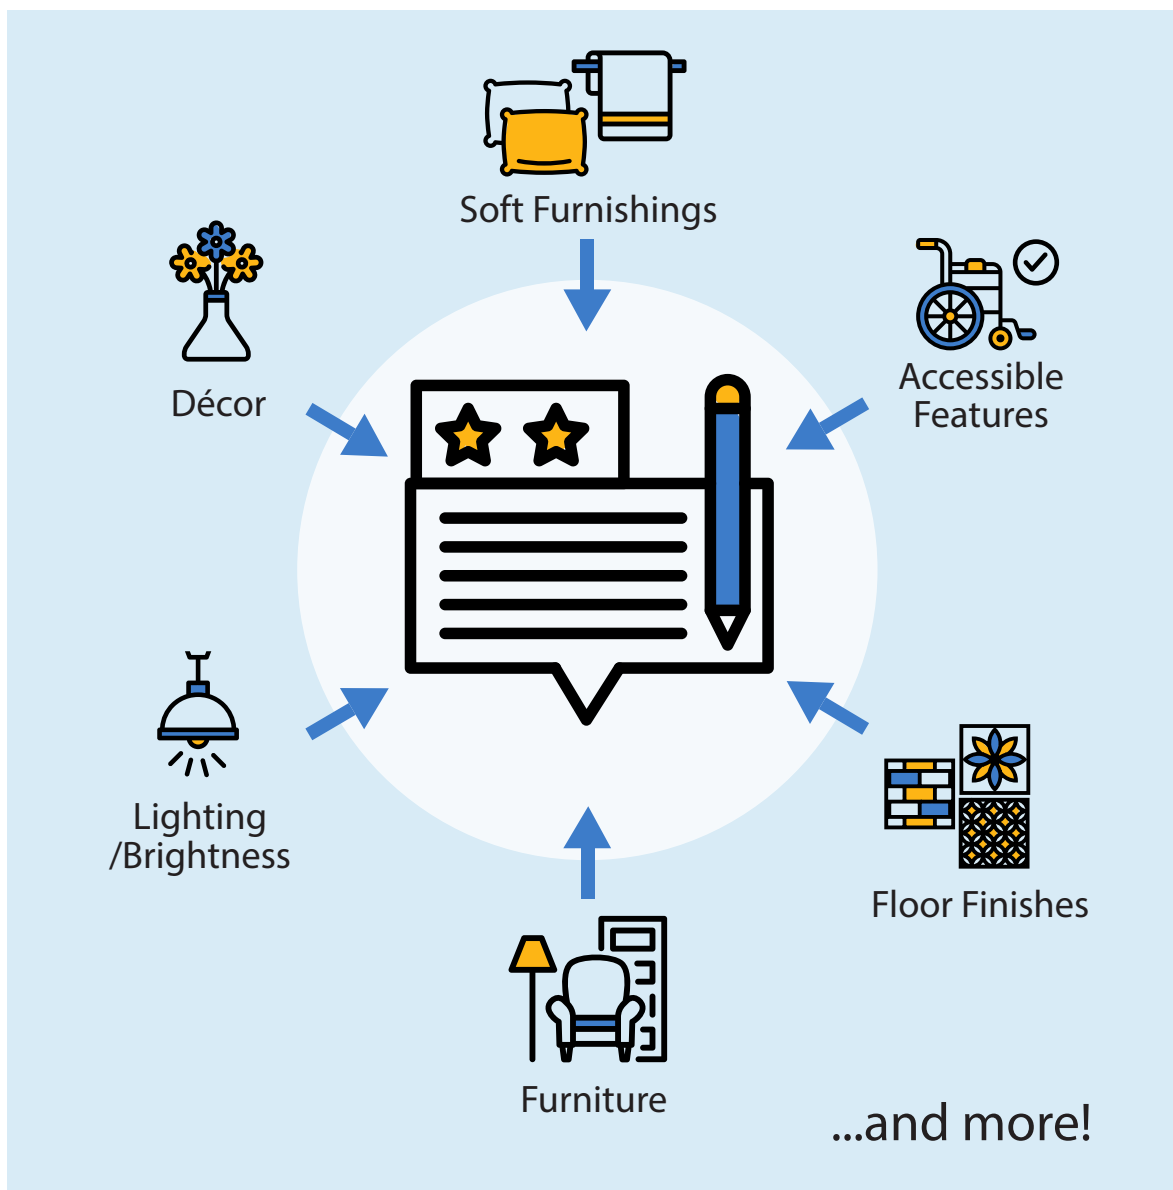 Soft Furnishings
Décor
Accessible
Features
Lighting
/Brightness
Floor Finishes
Furniture
...and more!